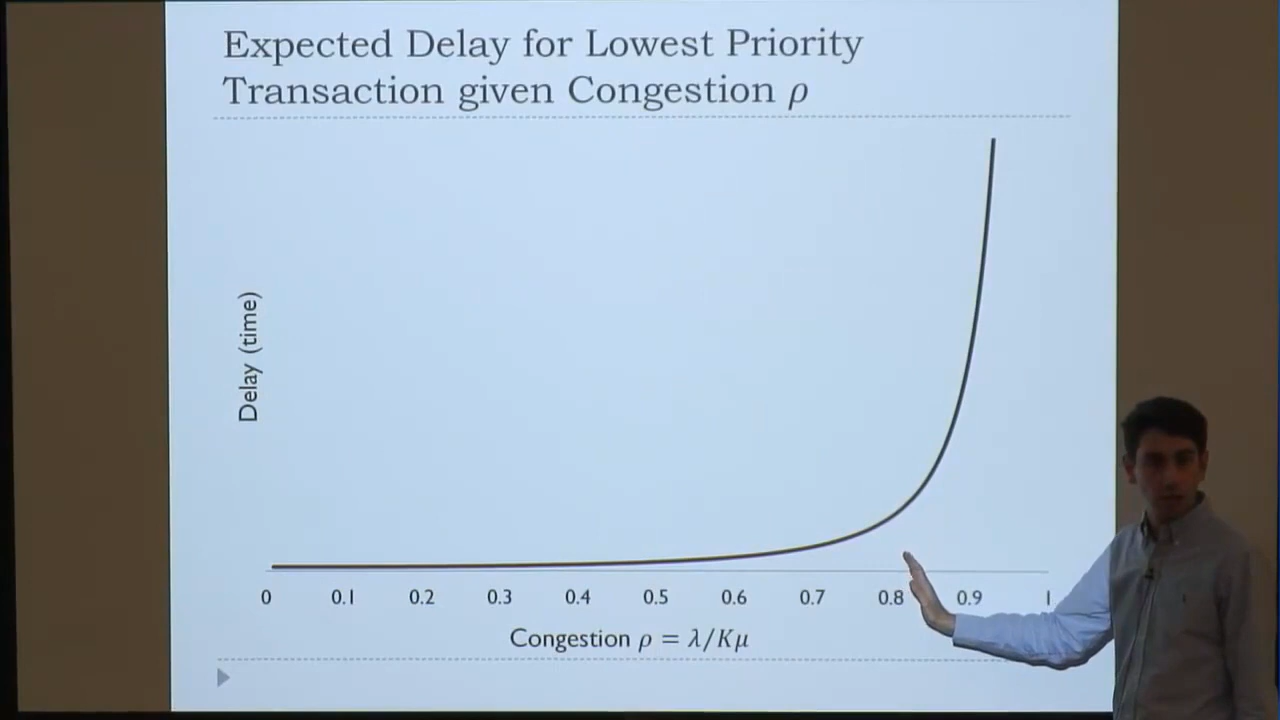 Expected Delay for Lowest Priority
Transaction given Congestion ρ
Delay (time)
0 0.1 0.2 0.3 0.4 0.5 0.6 0.7 0.8 0.9 1
Congestion ρ = λ/Kμ